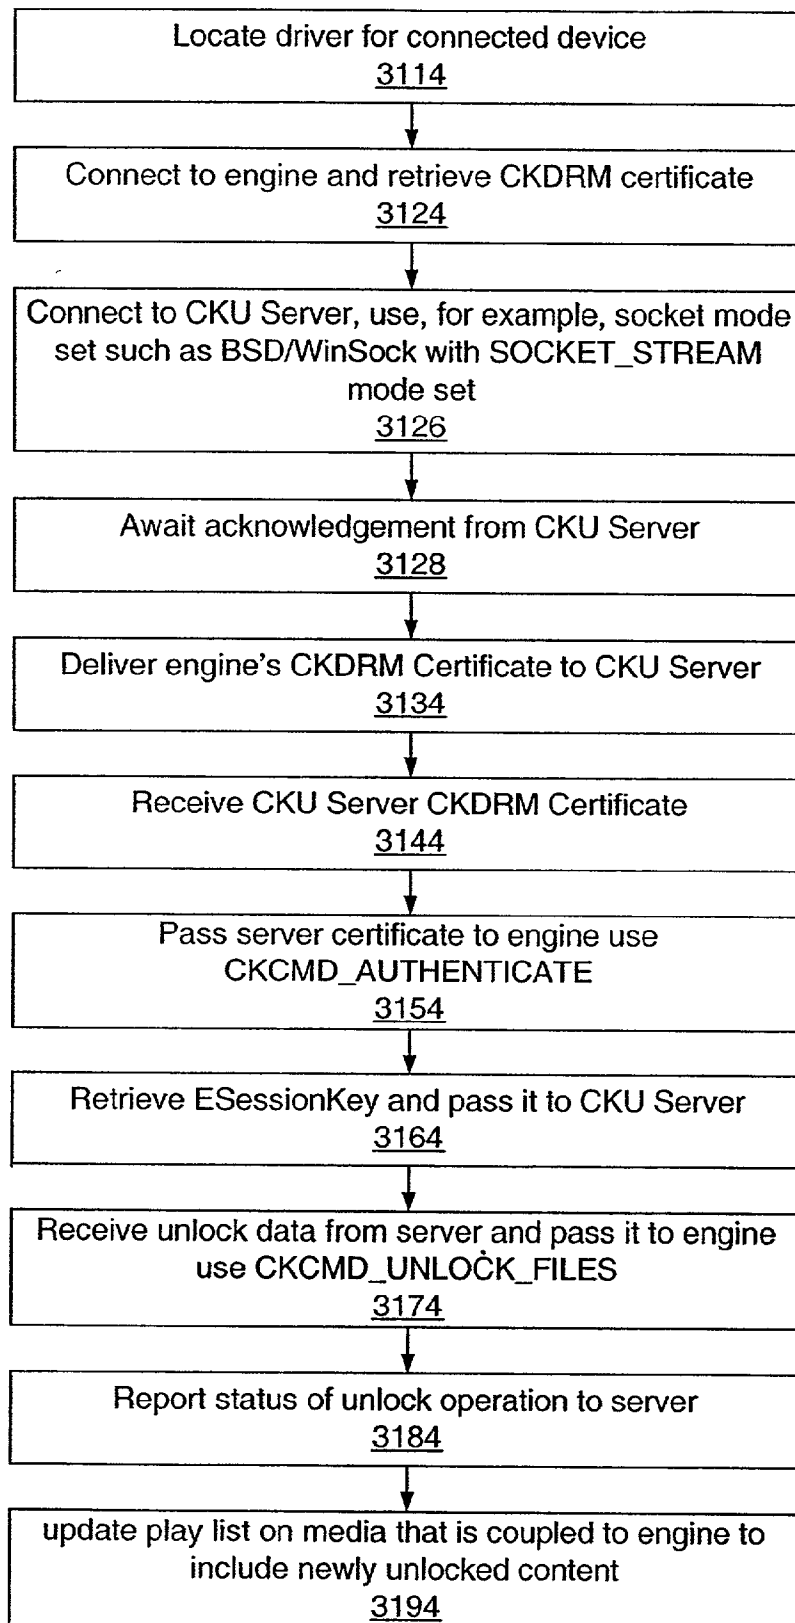 Locate driver for connected device
3114
Connect to engine and retrieve CKDRM certificate
3124
Connect to CKU Server, use, for example, socket mode
set such as BSD/WinSock with SOCKET_STREAM
mode set
3126
Await acknowledgement from CKU Server
3128
Deliver engine's CKDRM Certificate to CKU Server
3134
Receive CKU Server CKDRM Certificate
3144
Pass server certificate to engine use
CKCMD_AUTHENTICATE
3154
Retrieve ESessionKey and pass it to CKU Server
3164
Receive unlock data from server and pass it to engine
use CKCMD_UNLOCK_FILES
3174
Report status of unlock operation to server
3184
update play list on media that is coupled to engine to
include newly unlocked content
3194